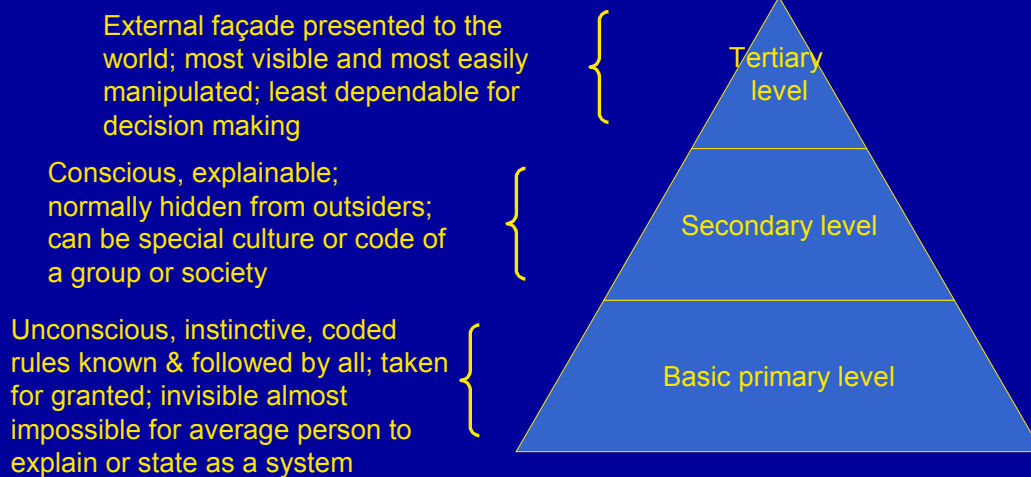 External façade presented to the
world; most visible and most easily
manipulated; least dependable for
decision making
Tertiary
level
Conscious, explainable;
normally hidden from outsiders;
can be special culture or code of
a group or society
Secondary level
Unconscious, instinctive, coded
rules known & followed by all; taken
for granted; invisible almost
impossible for average person to
explain or state as a system
Basic primary level